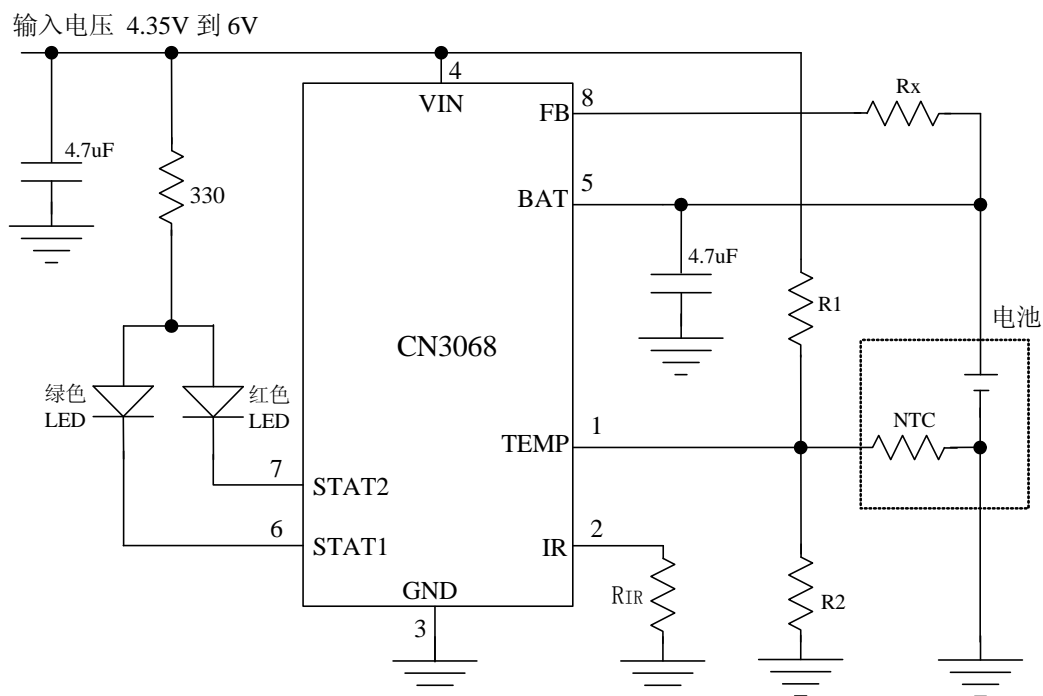 输入电压 4.35V 到 6V
4
VIN
FB
8
Rx
4.7uF
330
BAT
5
4.7uF
R1
CN3068
电池
绿色
LED
红色
LED
TEMP
1
NTC
7
STAT2
6
STAT1
IR
2
RIR
R2
GND
3